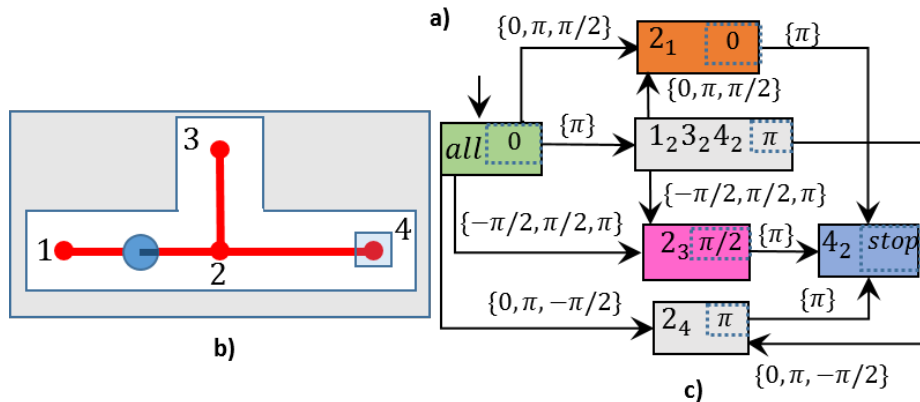 a)
{0, π, π/2}
2₁ 0
{π}
{0, π, π/2}
3
all 0
{π}
1₂3₂4₂ π
{−π/2, π/2, π}
{−π/2, π/2, π}
1
2
4
2₃ π/2
{π}
4₂ stop
{0, π, −π/2}
2₄ π
{π}
b)
c)
{0, π, −π/2}